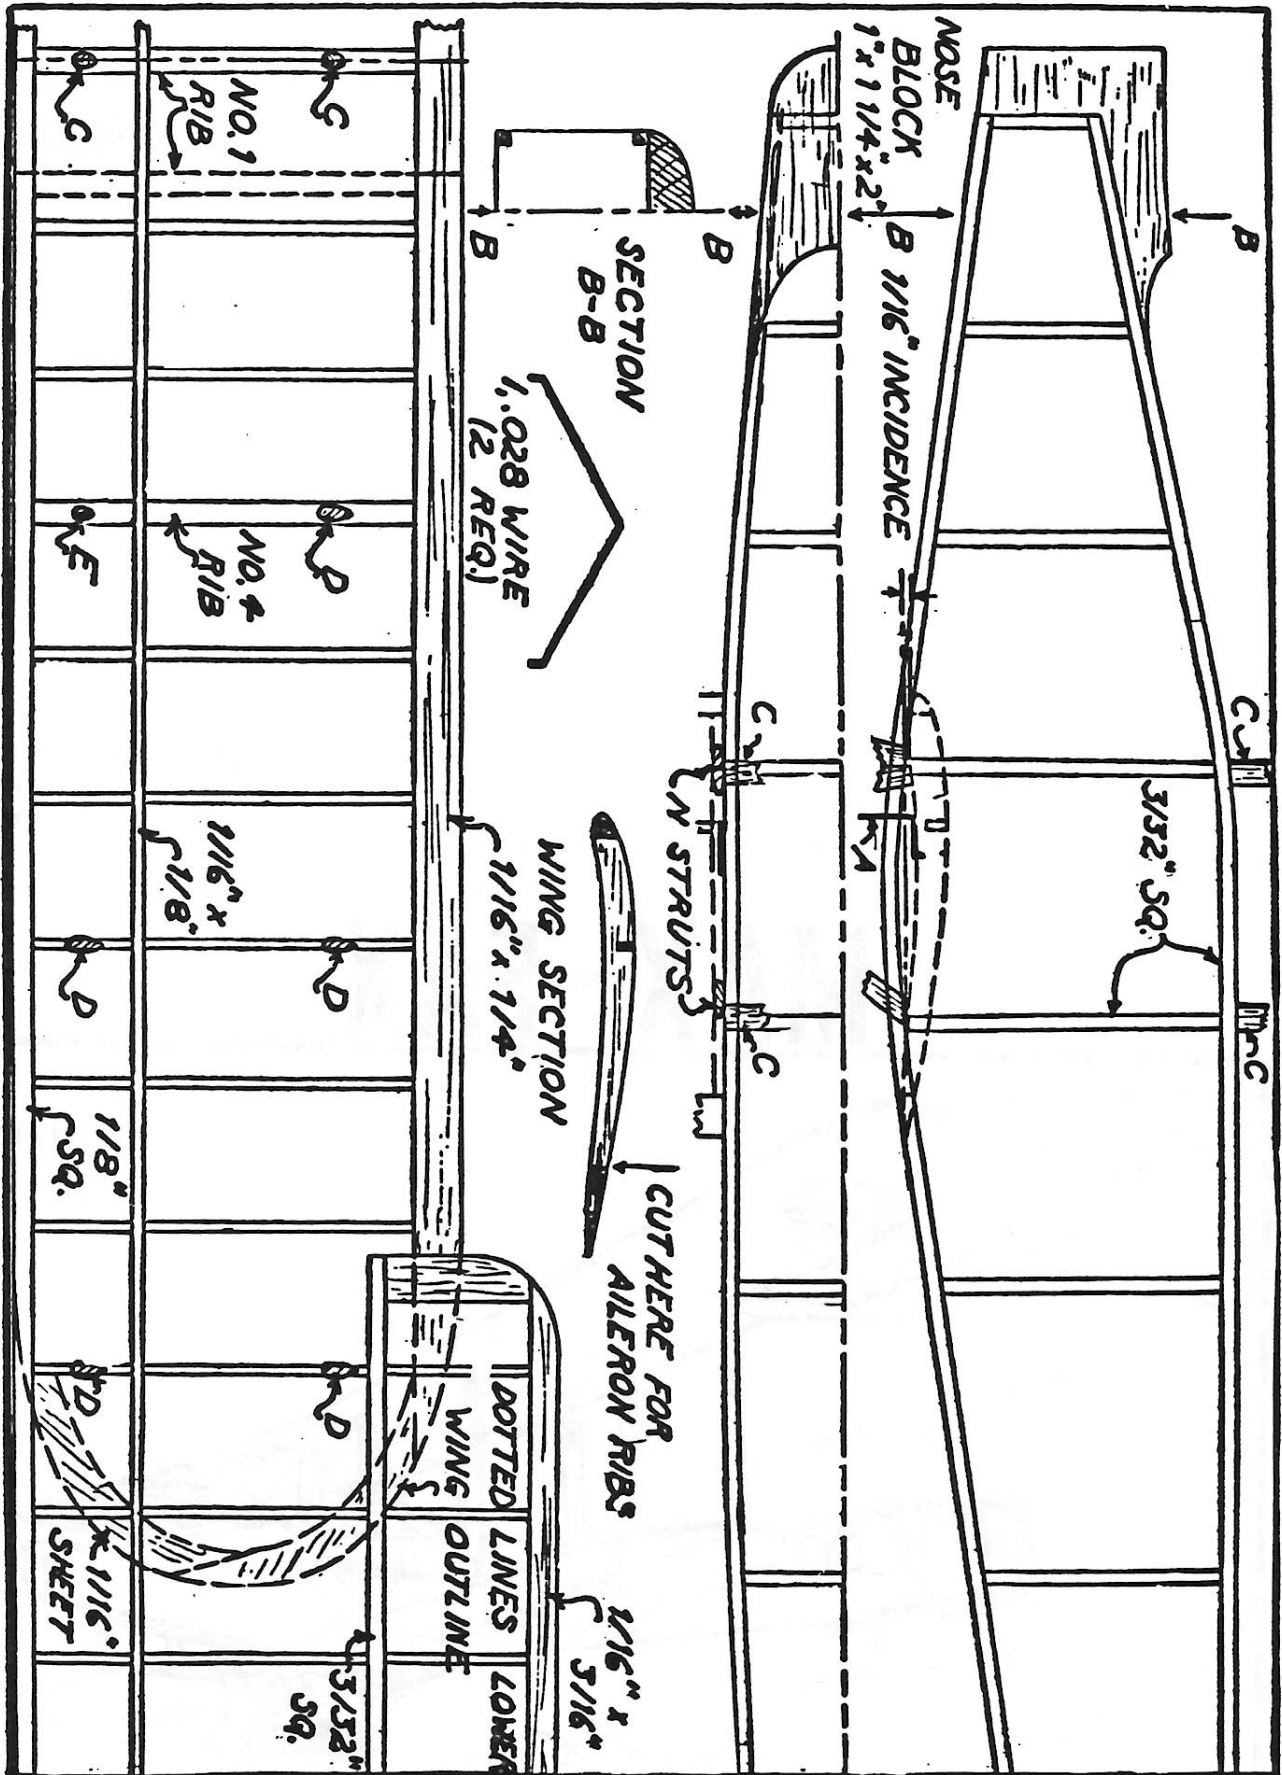 B
C
C
3/32" SQ.
NOSE
BLOCK
1" x 1 1/4" x 2"
B
1/16" INCIDENCE
A
C
N STRUTS
C
B
SECTION
B-B
CUT HERE FOR
AILERON RIBS
1/16" x
3/16"
WING SECTION
.028 WIRE
(2 REQ.)
1/16" x 1/4"
B
DOTTED LINES LOWER
WING OUTLINE
C
D
D
D
3/32"
SQ.
NO. 1
RIB
NO. 4
RIB
1/16" x
1/8"
C
E
D
D
1/8"
SQ.
1/16"
SHEET